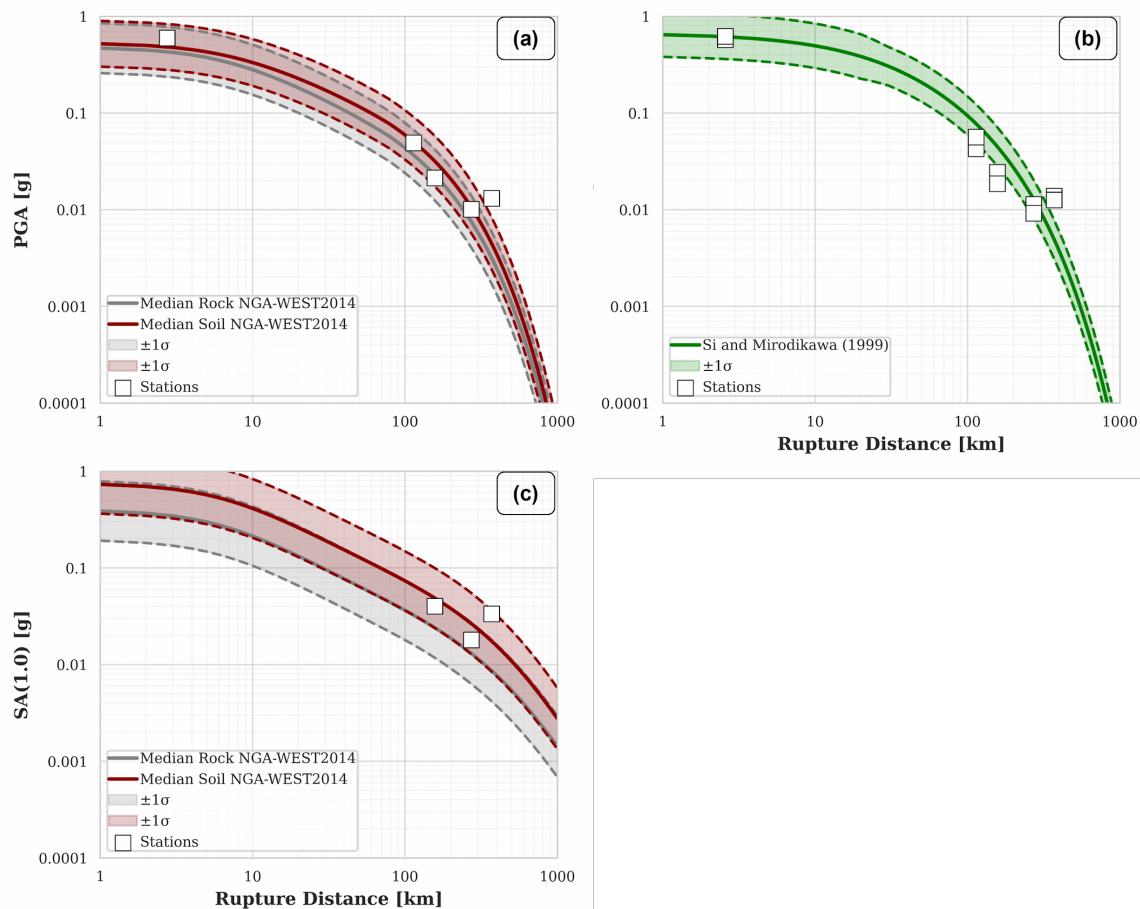 (a)
PGA [g]
1
0.1
0.01
0.001
0.0001
Median Rock NGA-WEST2014
Median Soil NGA-WEST2014
±1σ
±1σ
Stations
1
10
100
1000
(b)
1
0.1
0.01
0.001
0.0001
Si and Mirodikawa (1999)
±1σ
Stations
1
10
100
1000
Rupture Distance [km]
(c)
SA(1.0) [g]
1
0.1
0.01
0.001
0.0001
Median Rock NGA-WEST2014
Median Soil NGA-WEST2014
±1σ
±1σ
Stations
1
10
100
1000
Rupture Distance [km]